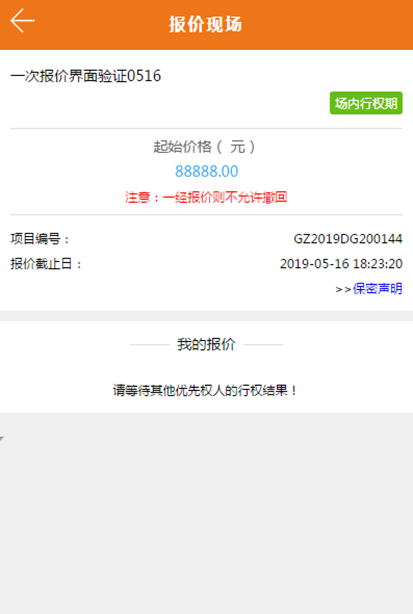 报价现场
一次报价界面验证0516
场内行权期
起始价格（ 元 ）
88888.00
注意：一经报价则不允许撤回
项目编号： GZ2019DG200144
报价截止日： 2019-05-16 18:23:20
>>保密声明
我的报价
请等待其他优先权人的行权结果！